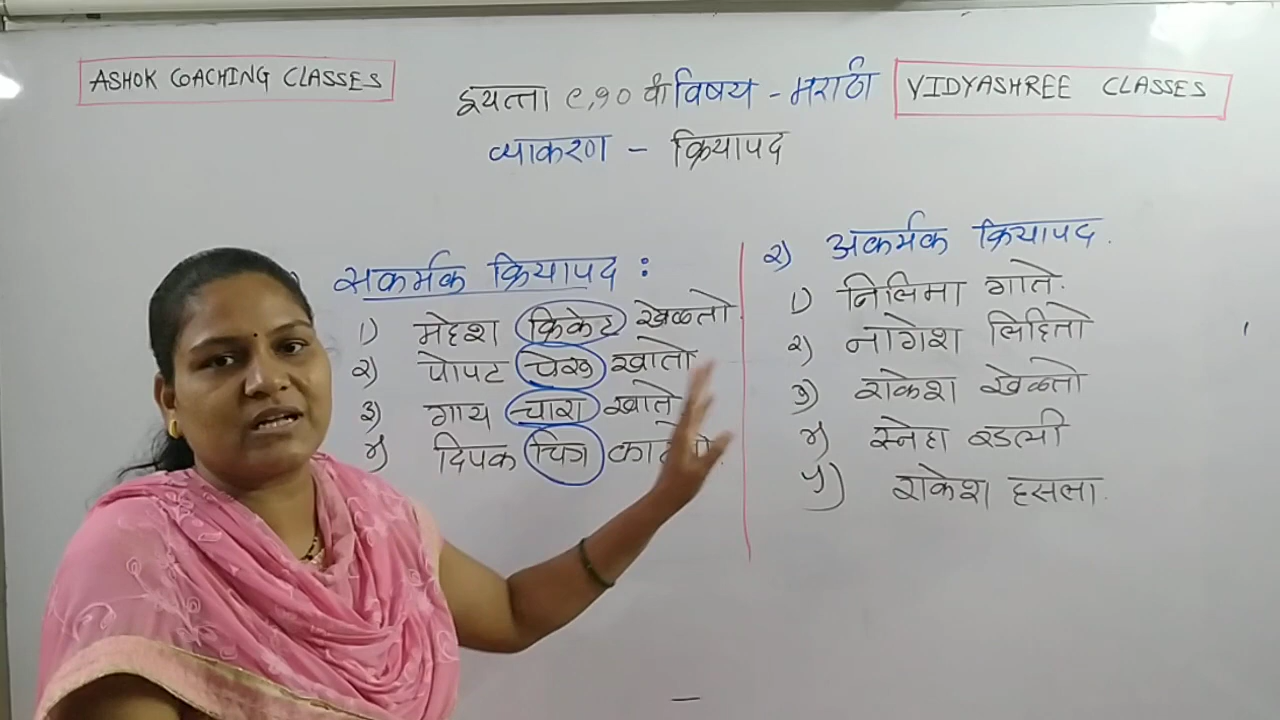 ASHOK COACHING CLASSES
इयत्ता ९,१० वी विषय - मराठी
VIDYASHREE CLASSES
व्याकरण - क्रियापद
सकर्मक क्रियापद :
१) महेश क्रिकेट खेळतो.
२) पोपट पेरू खातो.
३) गाय चारा खाते
४) दिपक चित्र
२) अकर्मक क्रियापद.
१) निलिमा गाते.
२) नागेश लिहितो
३) राकेश खेळतो
४) स्नेहा रडली
५) राकेश हसला.